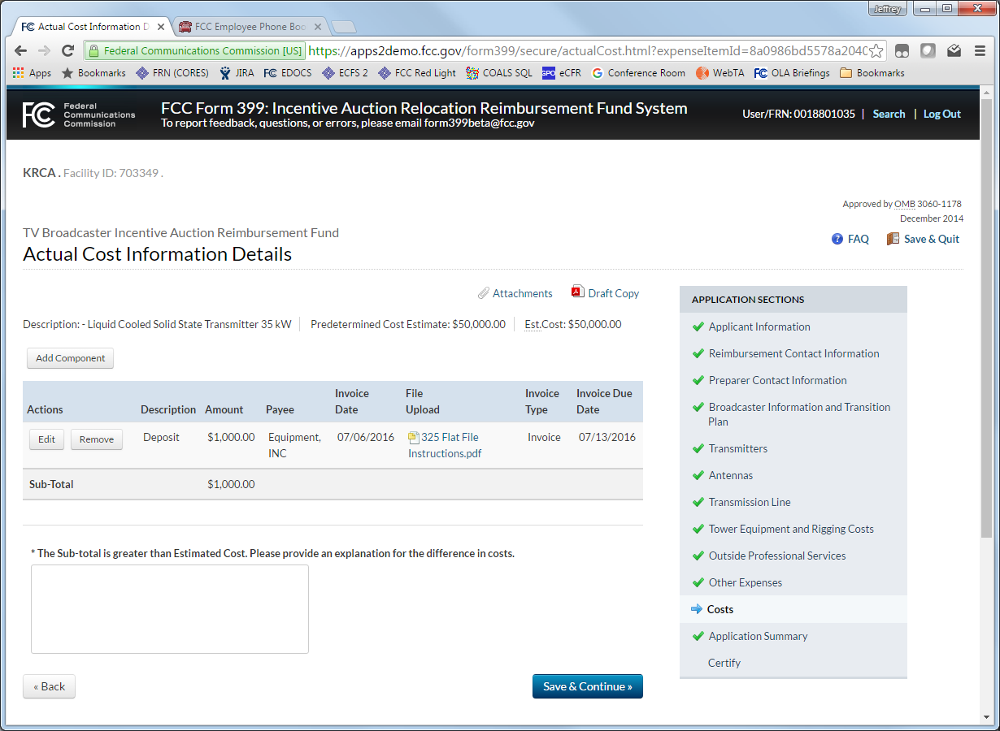 Jeffrey
FCC Actual Cost Information D
FCC Employee Phone Boo
Federal Communications Commission [US] https://apps2demo.fcc.gov/form399/secure/actualCost.html?expenseItemId=8a0986bd5578a2040
Apps Bookmarks FRN (CORES) JIRA FCC EDOCS ECFS 2 FCC Red Light COALS SQL GPO eCFR G Conference Room WebTA FCC OLA Briefings Bookmarks
FCC Federal
Communications
Commission
FCC Form 399: Incentive Auction Relocation Reimbursement Fund System
To report feedback, questions, or errors, please email form399beta@fcc.gov
User/FRN: 0018801035 | Search | Log Out
KRCA . Facility ID: 703349 .
Approved by OMB 3060-1178
December 2014
TV Broadcaster Incentive Auction Reimbursement Fund
? FAQ Save & Quit
Actual Cost Information Details
Attachments Draft Copy
Description: - Liquid Cooled Solid State Transmitter 35 kW Predetermined Cost Estimate: $50,000.00 Est.Cost: $50,000.00
Add Component
Actions Description Amount Payee Invoice Date File Upload Invoice Type Invoice Due Date
Edit Remove Deposit $1,000.00 Equipment, INC 07/06/2016 325 Flat File Instructions.pdf Invoice 07/13/2016
Sub-Total $1,000.00
* The Sub-total is greater than Estimated Cost. Please provide an explanation for the difference in costs.
« Back Save & Continue »
APPLICATION SECTIONS
Applicant Information
Reimbursement Contact Information
Preparer Contact Information
Broadcaster Information and Transition
Plan
Transmitters
Antennas
Transmission Line
Tower Equipment and Rigging Costs
Outside Professional Services
Other Expenses
Costs
Application Summary
Certify